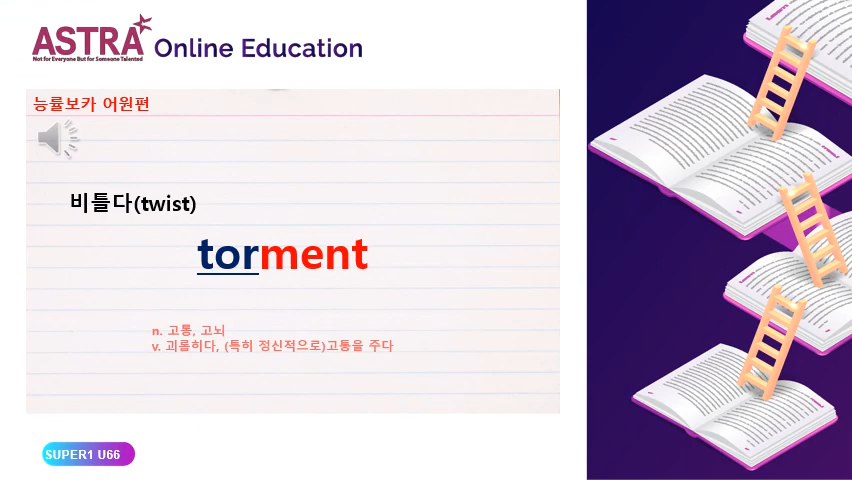 ASTRA Online Education
Not for Everyone But for Someone Talented
능률보카 어원편
비틀다(twist)
torment
n. 고통, 고뇌
v. 괴롭히다, (특히 정신적으로)고통을 주다
SUPER1 U66